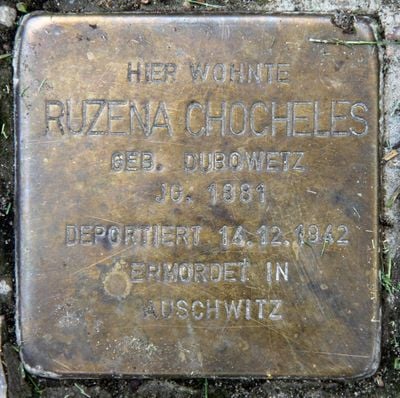 HIER WOHNTE
RUZENA CHOCHELES
GEB. DUBOWETZ
JG. 1881
DEPORTIERT 14.12.1942
ERMORDET IN
AUSCHWITZ